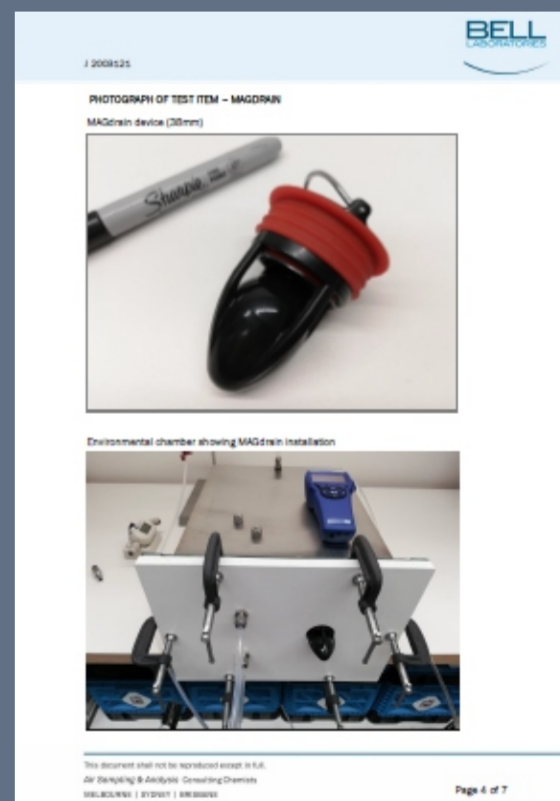 BELL
LABORATORIES
J 2003121
PHOTOGRAPH OF TEST ITEM – MAGDRAIN
MAGdrain device (38mm)
Sharpie
Environmental chamber showing MAGdrain installation
This document shall not be reproduced except in full.
Air Sampling & Analysis Consulting Chemists
MELBOURNE | SYDNEY | BRISBANE
Page 4 of 7